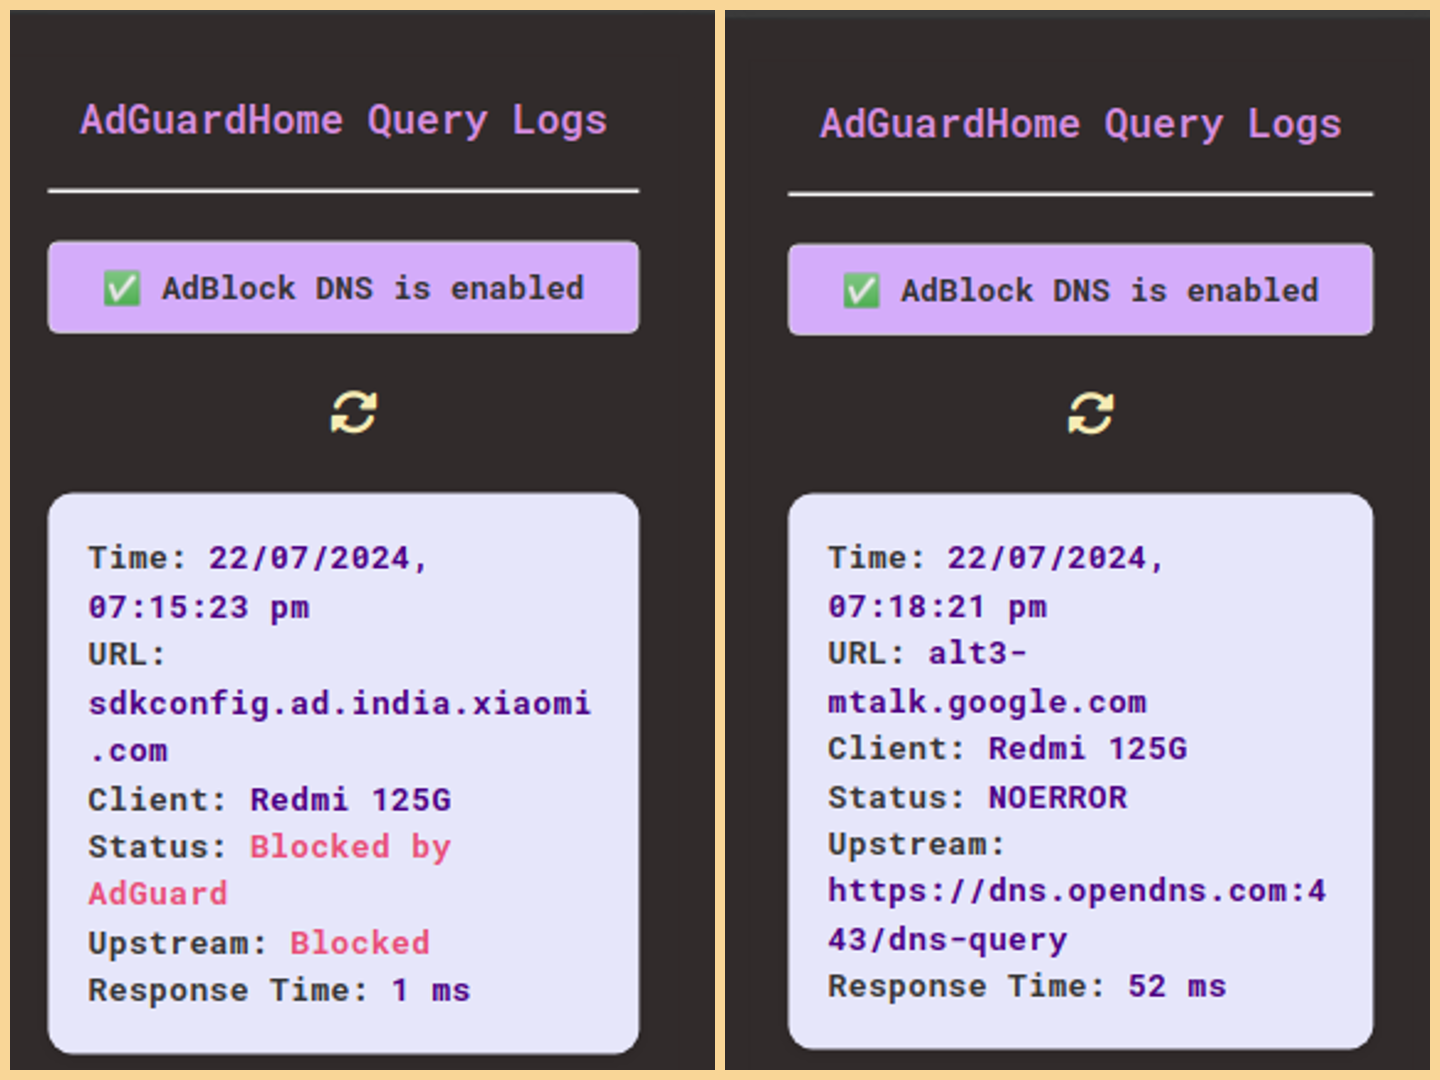 AdGuardHome Query Logs
✅ AdBlock DNS is enabled
Time: 22/07/2024,
07:15:23 pm
URL:
sdkconfig.ad.india.xiaomi
.com
Client: Redmi 125G
Status: Blocked by
AdGuard
Upstream: Blocked
Response Time: 1 ms
AdGuardHome Query Logs
✅ AdBlock DNS is enabled
Time: 22/07/2024,
07:18:21 pm
URL: alt3-
mtalk.google.com
Client: Redmi 125G
Status: NOERROR
Upstream:
https://dns.opendns.com:4
43/dns-query
Response Time: 52 ms